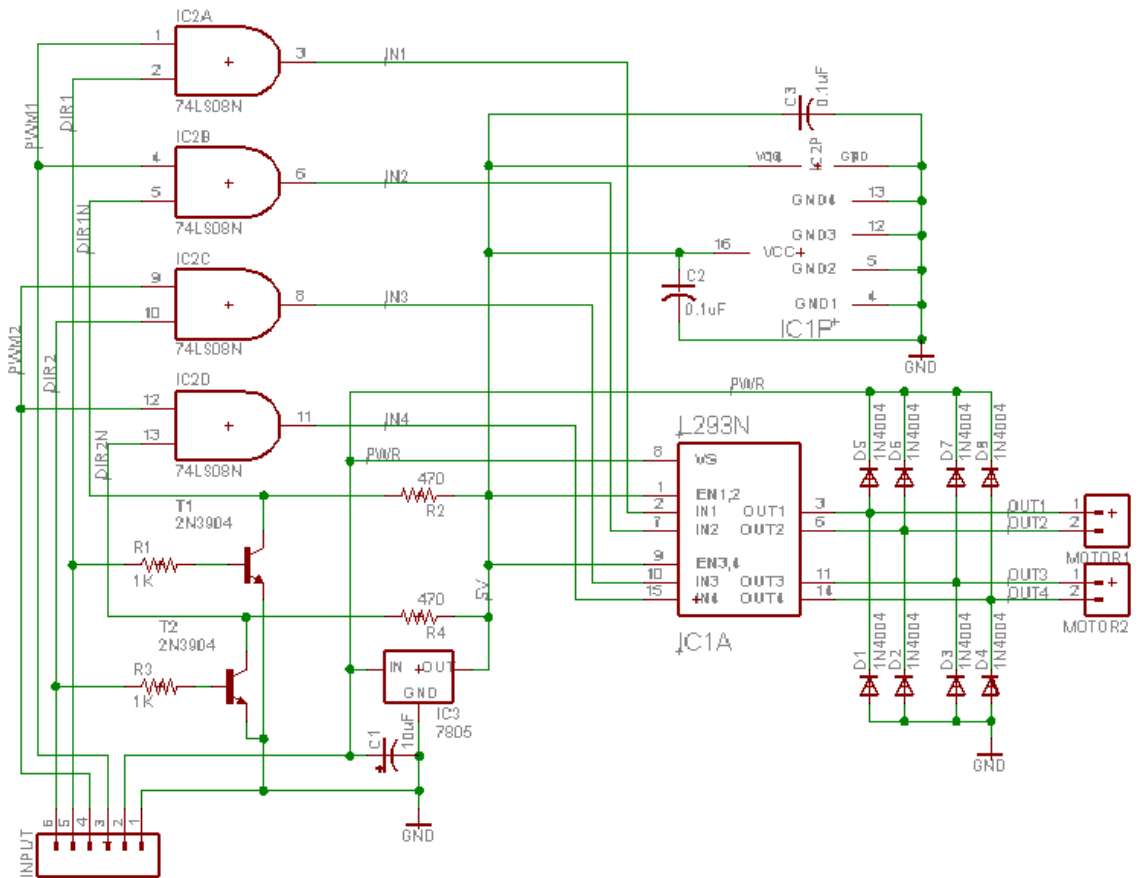 IC2A
1
2
3
74LS08N
IN1
PWM1
DIR1
IC2B
4
5
6
74LS08N
IN2
DIR1N
IC2C
9
10
8
74LS08N
IN3
PWM2
DIR2
IC2D
12
13
11
74LS08N
IN4
DIR2N
C3
0.1uF
IC2P
GND
GND4
13
GND3
12
16
VCC
GND2
5
GND1
4
C2
0.1uF
IC1P
GND
PWR
PWR
L293N
8
VS
1
EN1,2
2
IN1
OUT1
3
7
IN2
OUT2
6
9
EN3,4
10
IN3
OUT3
11
15
IN4
OUT4
14
IC1A
D5
1N4004
D6
1N4004
D7
1N4004
D8
1N4004
OUT1
1
OUT2
2
MOTOR1
OUT3
1
OUT4
2
MOTOR2
D1
1N4004
D2
1N4004
D3
1N4004
D4
1N4004
GND
T1
2N3904
470
R2
R1
1K
5V
470
R4
T2
2N3904
R3
1K
IN
OUT
GND
IC3
7805
C1
10uF
GND
INPUT
6
5
4
3
2
1